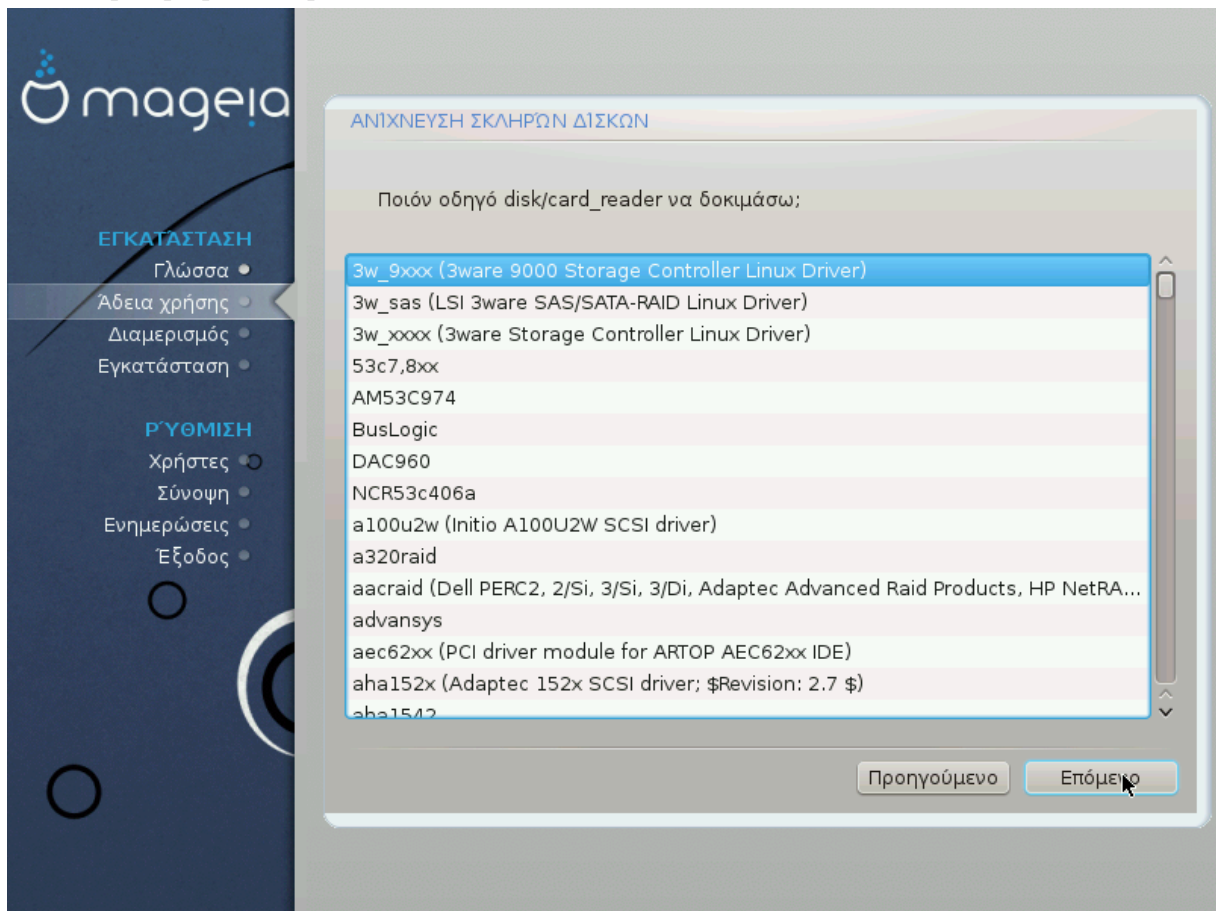 mageia
ΕΓΚΑΤΆΣΤΑΣΗ
Γλώσσα
Άδεια χρήσης
Διαμερισμός
Εγκατάσταση
ΡΎΘΜΙΣΗ
Χρήστες
Σύνοψη
Ενημερώσεις
Έξοδος
ΑΝΊΧΝΕΥΣΗ ΣΚΛΗΡΏΝ ΔΊΣΚΩΝ
Ποιόν οδηγό disk/card_reader να δοκιμάσω;
3w_9xxx (3ware 9000 Storage Controller Linux Driver)
3w_sas (LSI 3ware SAS/SATA-RAID Linux Driver)
3w_xxxx (3ware Storage Controller Linux Driver)
53c7,8xx
AM53C974
BusLogic
DAC960
NCR53c406a
a100u2w (Initio A100U2W SCSI driver)
a320raid
aacraid (Dell PERC2, 2/Si, 3/Si, 3/Di, Adaptec Advanced Raid Products, HP NetRA...
advansys
aec62xx (PCI driver module for ARTOP AEC62xx IDE)
aha152x (Adaptec 152x SCSI driver; $Revision: 2.7 $)
aha1542
Προηγούμενο
Επόμενο